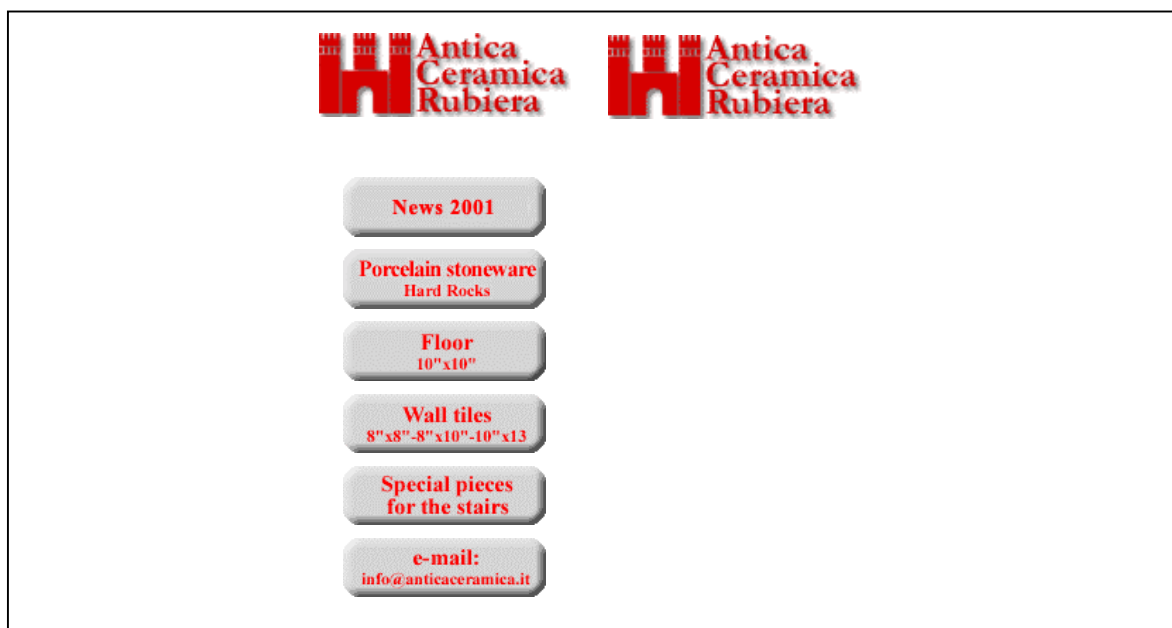 Antica
Ceramica
Rubiera
Antica
Ceramica
Rubiera
News 2001
Porcelain stoneware
Hard Rocks
Floor
10"x10"
Wall tiles
8"x8"-8"x10"-10"x13
Special pieces
for the stairs
e-mail:
info@anticaceramica.it